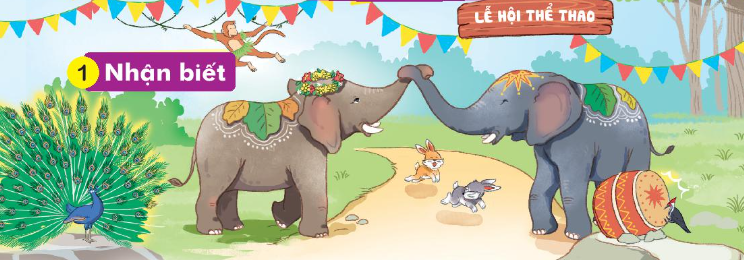 LỄ HỘI THỂ THAO
1 Nhận biết